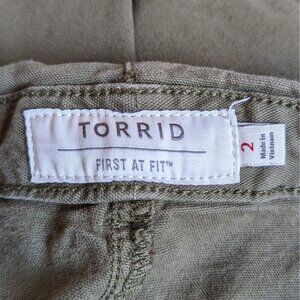 TORRID
FIRST AT FIT™
2
Made in
Vietnam